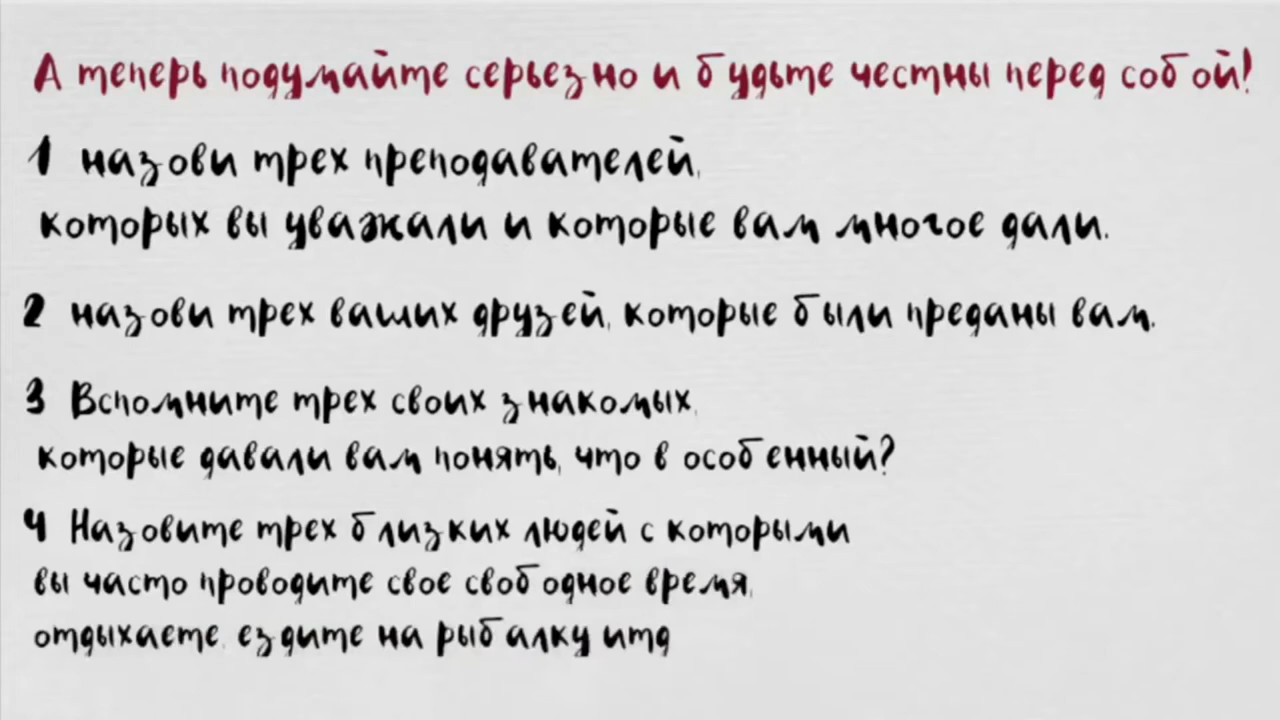 А теперь подумайте серьезно и будьте честны перед собой!
1 назови трех преподавателей,
которых вы уважали и которые вам многое дали.
2 назови трех ваших друзей, которые были преданы вам.
3 Вспомните трех своих знакомых,
которые давали вам понять, что в особенный?
4 Назовите трех близких людей с которыми
вы часто проводите свое свободное время,
отдыхаете, ездите на рыбалку итд